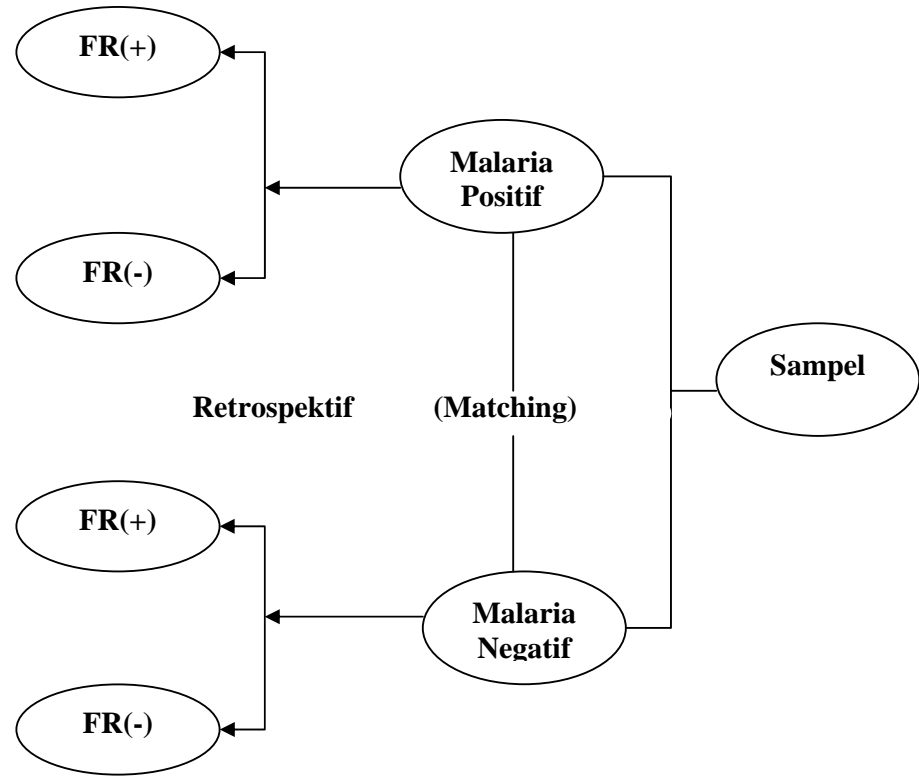 FR(+)
Malaria
Positif
FR(-)
Sampel
Retrospektif (Matching)
FR(+)
Malaria
Negatif
FR(-)